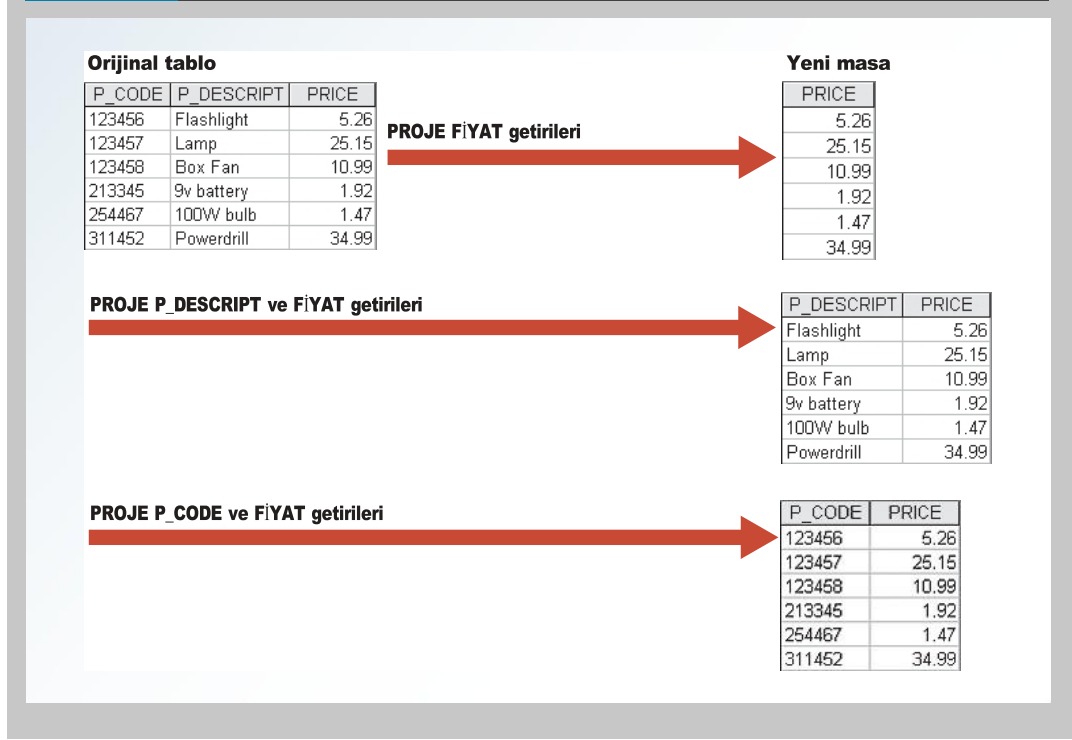 Orijinal tablo
P_CODE P_DESCRIPT PRICE
123456 Flashlight 5.26
123457 Lamp 25.15
123458 Box Fan 10.99
213345 9v battery 1.92
254467 100W bulb 1.47
311452 Powerdrill 34.99
PROJE FİYAT getirileri
Yeni masa
PRICE
5.26
25.15
10.99
1.92
1.47
34.99
PROJE P_DESCRIPT ve FİYAT getirileri
P_DESCRIPT PRICE
Flashlight 5.26
Lamp 25.15
Box Fan 10.99
9v battery 1.92
100W bulb 1.47
Powerdrill 34.99
PROJE P_CODE ve FİYAT getirileri
P_CODE PRICE
123456 5.26
123457 25.15
123458 10.99
213345 1.92
254467 1.47
311452 34.99